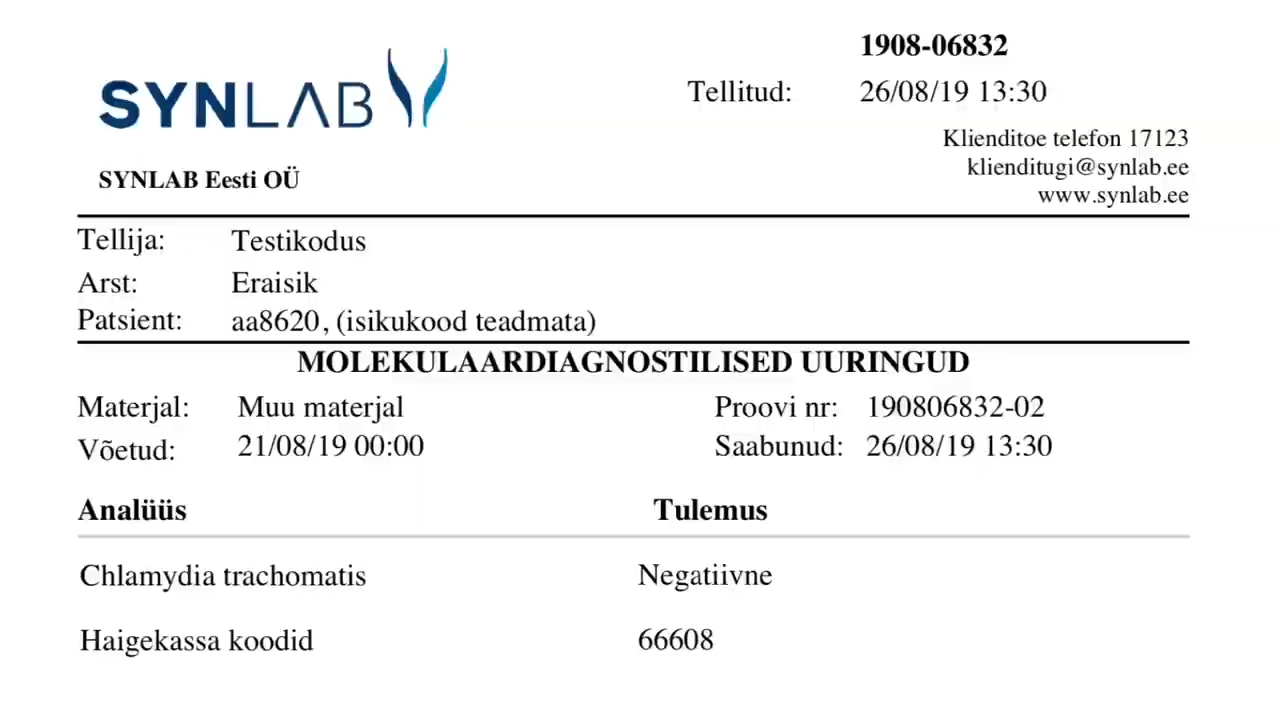 SYNLAB
1908-06832
Tellitud: 26/08/19 13:30
Klienditoe telefon 17123
klienditugi@synlab.ee
www.synlab.ee
SYNLAB Eesti OÜ
Tellija: Testikodus
Arst: Eraisik
Patsient: aa8620, (isikukood teadmata)
MOLEKULAARDIAGNOSTILISED UURINGUD
Materjal: Muu materjal Proovi nr: 190806832-02
Võetud: 21/08/19 00:00 Saabunud: 26/08/19 13:30
Analüüs Tulemus
Chlamydia trachomatis Negatiivne
Haigekassa koodid 66608